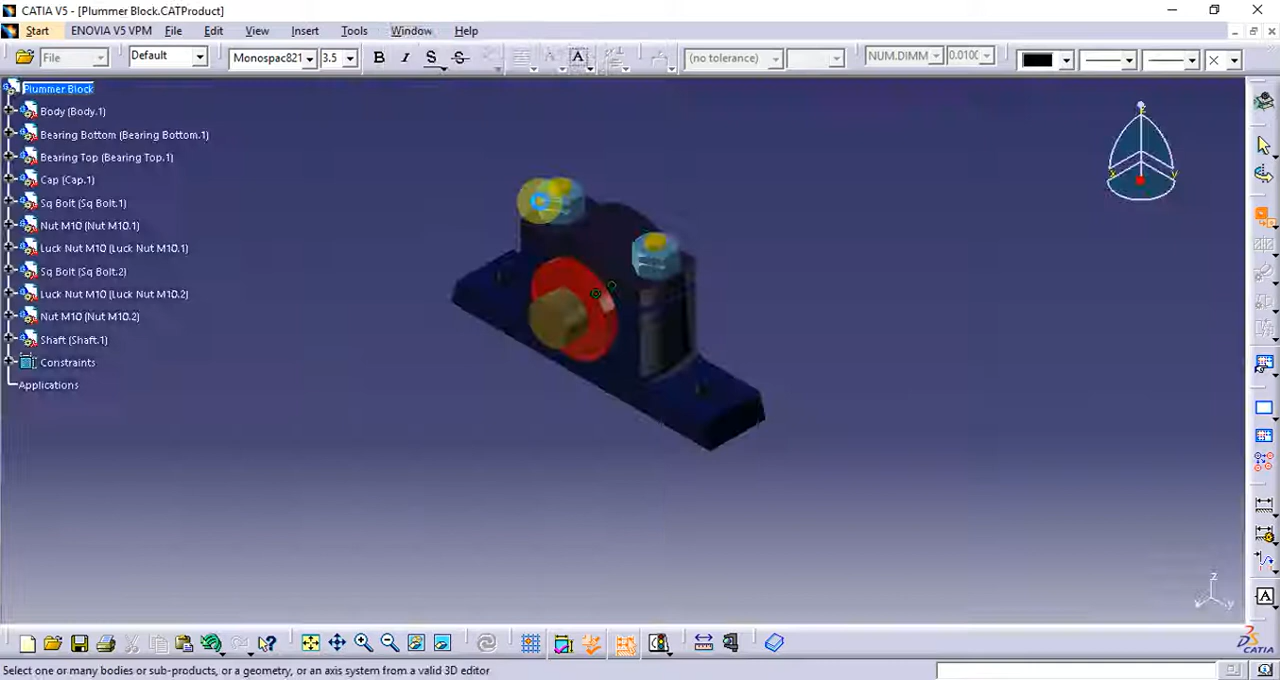 CATIA V5 - [Plummer Block.CATProduct]
Start ENOVIA V5 VPM File Edit View Insert Tools Window Help
File Default Monospac821 3.5 B I S S A (no tolerance) NUM.DIMM 0.0100
Plummer Block
Body (Body.1)
Bearing Bottom (Bearing Bottom.1)
Bearing Top (Bearing Top.1)
Cap (Cap.1)
Sq Bolt (Sq Bolt.1)
Nut M10 (Nut M10.1)
Luck Nut M10 (Luck Nut M10.1)
Sq Bolt (Sq Bolt.2)
Luck Nut M10 (Luck Nut M10.2)
Nut M10 (Nut M10.2)
Shaft (Shaft.1)
Constraints
Applications
z
x y
z
y
A
CATIA
Select one or many bodies or sub-products, or a geometry, or an axis system from a valid 3D editor